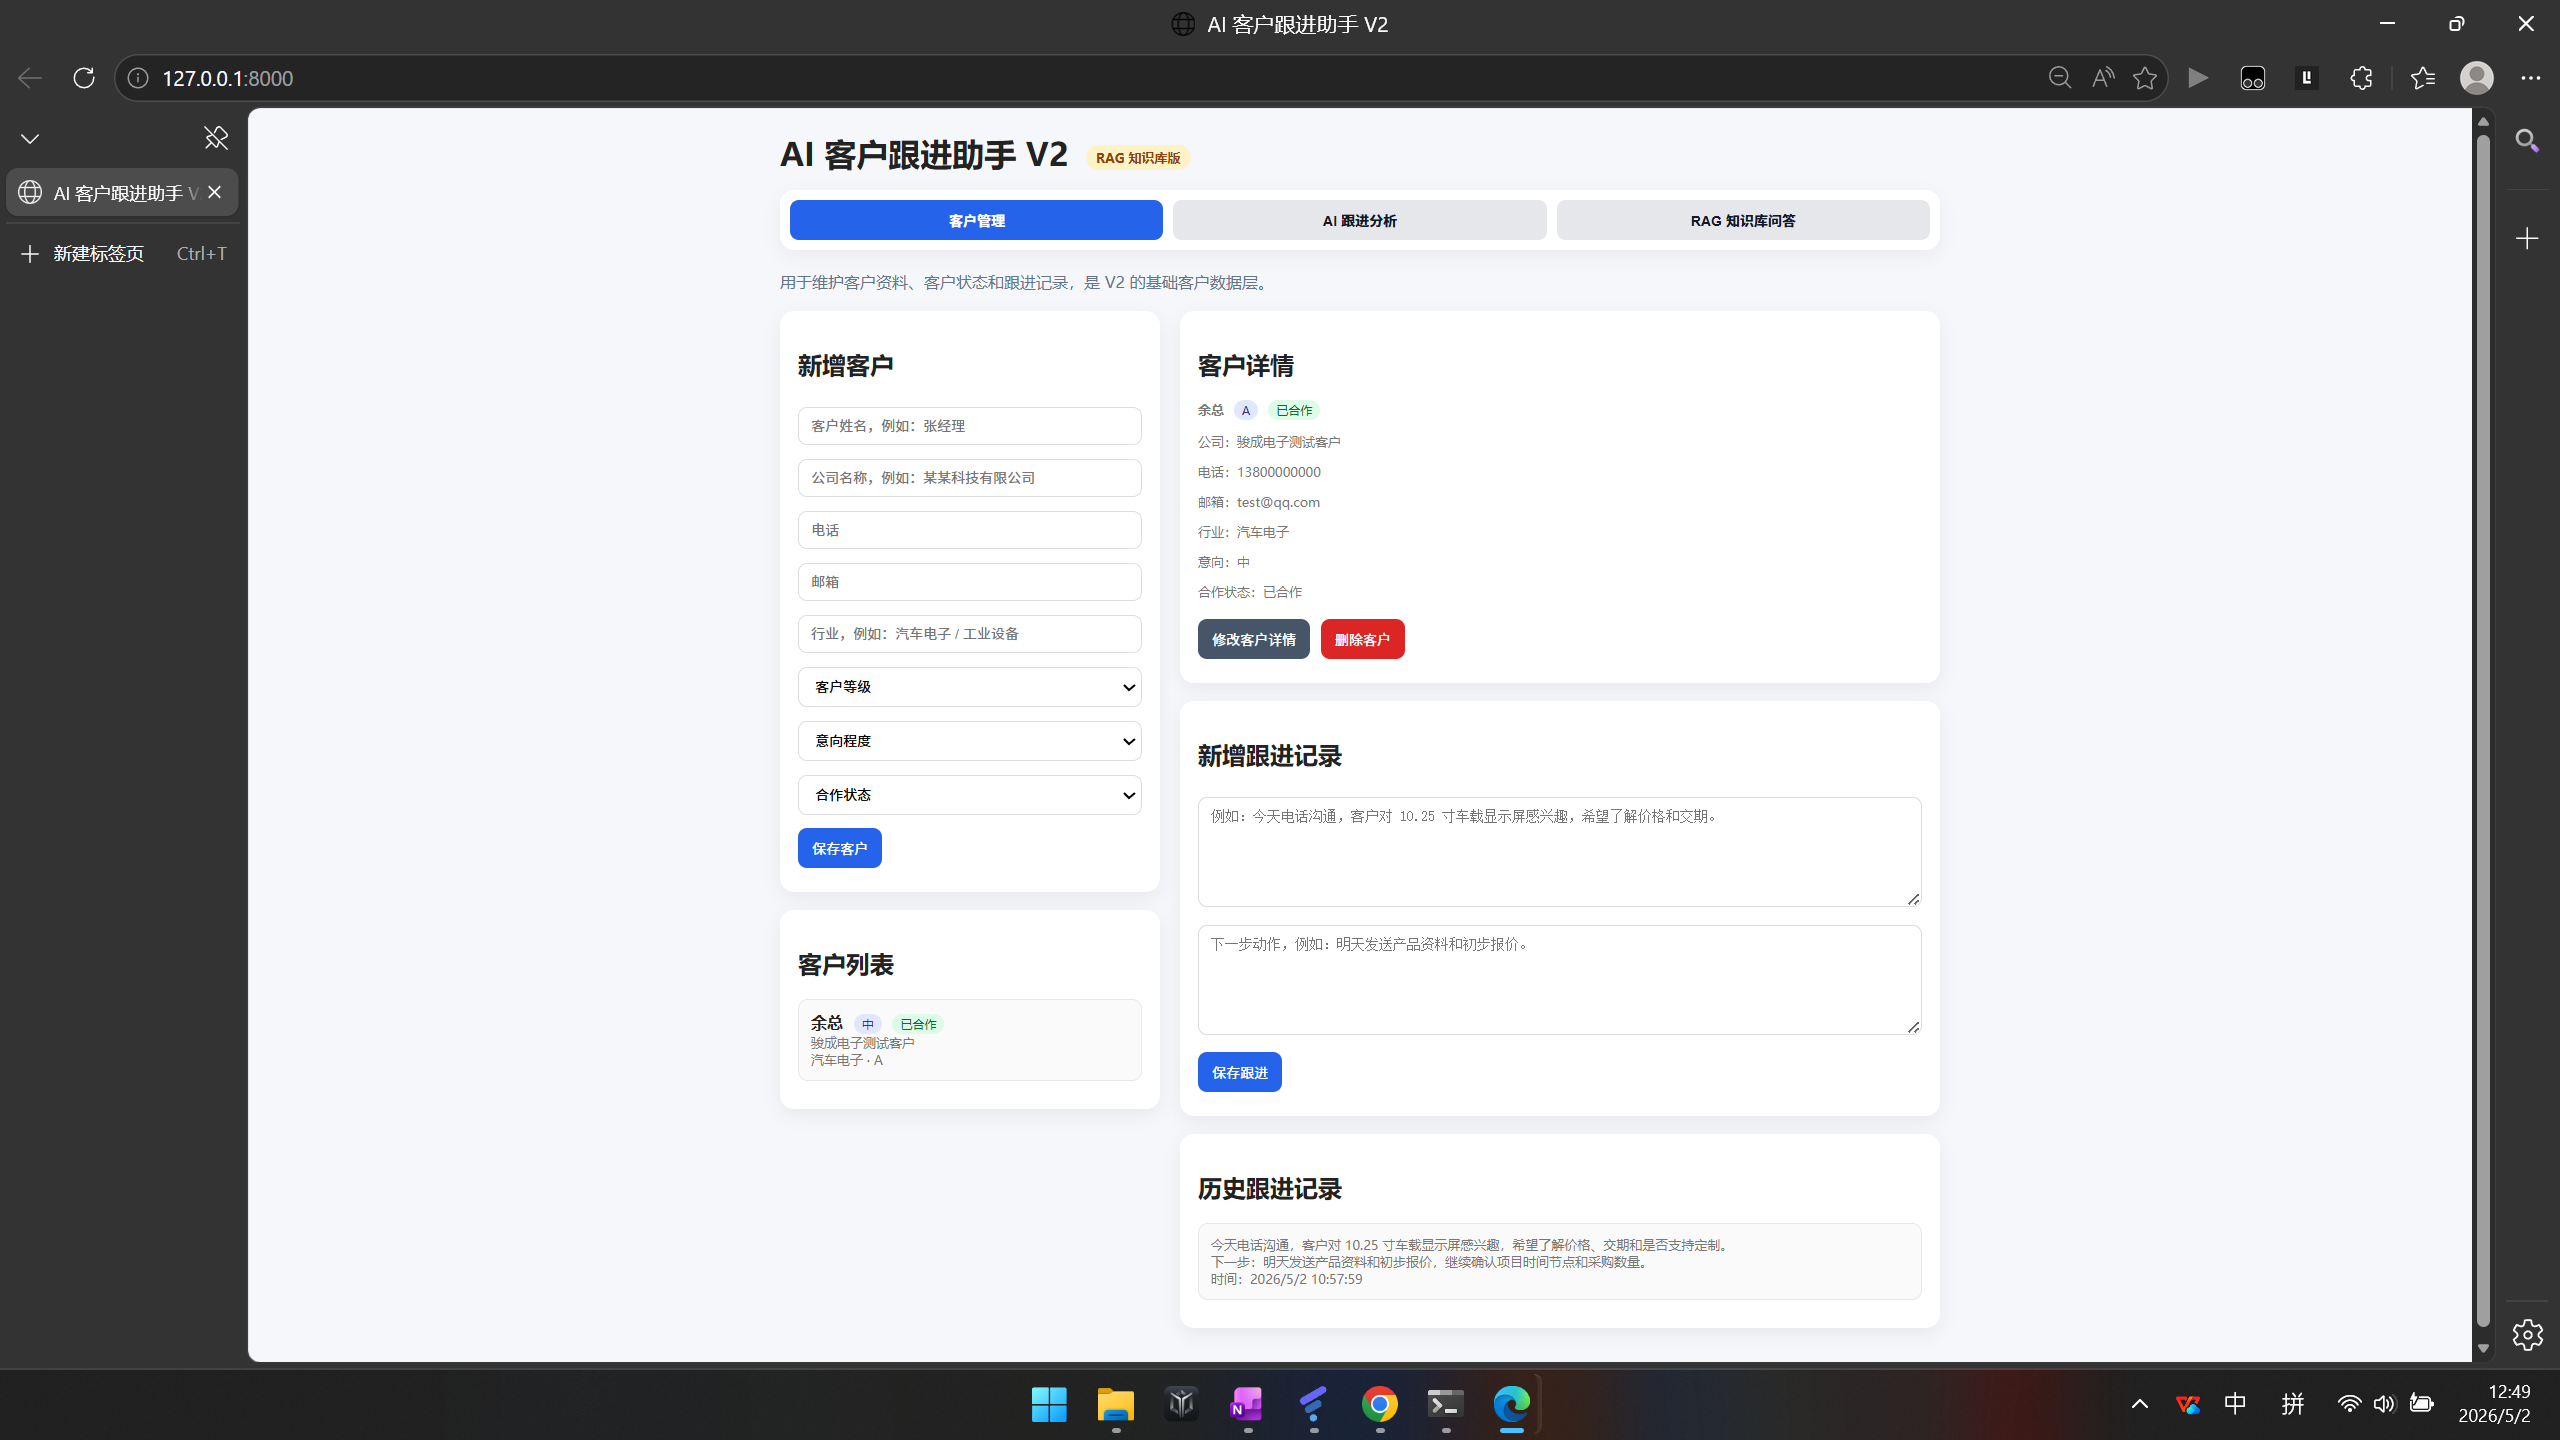 AI 客户跟进助手 V2
127.0.0.1:8000
AI 客户跟进助手 V
新建标签页 Ctrl+T
AI 客户跟进助手 V2 RAG 知识库版
客户管理 AI 跟进分析 RAG 知识库问答
用于维护客户资料、客户状态和跟进记录，是 V2 的基础客户数据层。
新增客户
客户姓名，例如：张经理
公司名称，例如：某某科技有限公司
电话
邮箱
行业，例如：汽车电子 / 工业设备
客户等级
意向程度
合作状态
保存客户
客户列表
余总 中 已合作
骏成电子测试客户
汽车电子 · A
客户详情
余总 A 已合作
公司：骏成电子测试客户
电话：13800000000
邮箱：test@qq.com
行业：汽车电子
意向：中
合作状态：已合作
修改客户详情 删除客户
新增跟进记录
例如：今天电话沟通，客户对 10.25 寸车载显示屏感兴趣，希望了解价格和交期。
下一步动作，例如：明天发送产品资料和初步报价。
保存跟进
历史跟进记录
今天电话沟通，客户对 10.25 寸车载显示屏感兴趣，希望了解价格、交期和是否支持定制。
下一步：明天发送产品资料和初步报价，继续确认项目时间节点和采购数量。
时间：2026/5/2 10:57:59
中 拼 12:49
2026/5/2